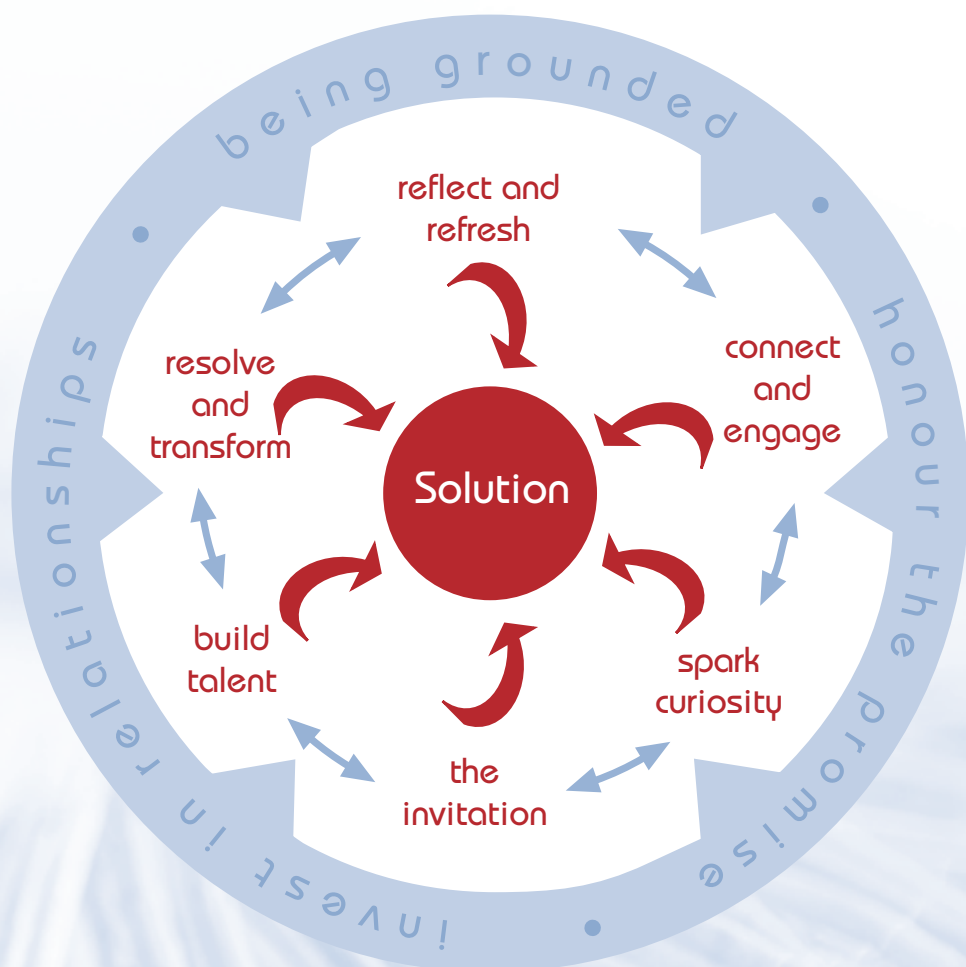 being grounded
honour the promise
invest in relationships
reflect and
refresh
connect
and
engage
spark
curiosity
the
invitation
build
talent
resolve
and
transform
Solution